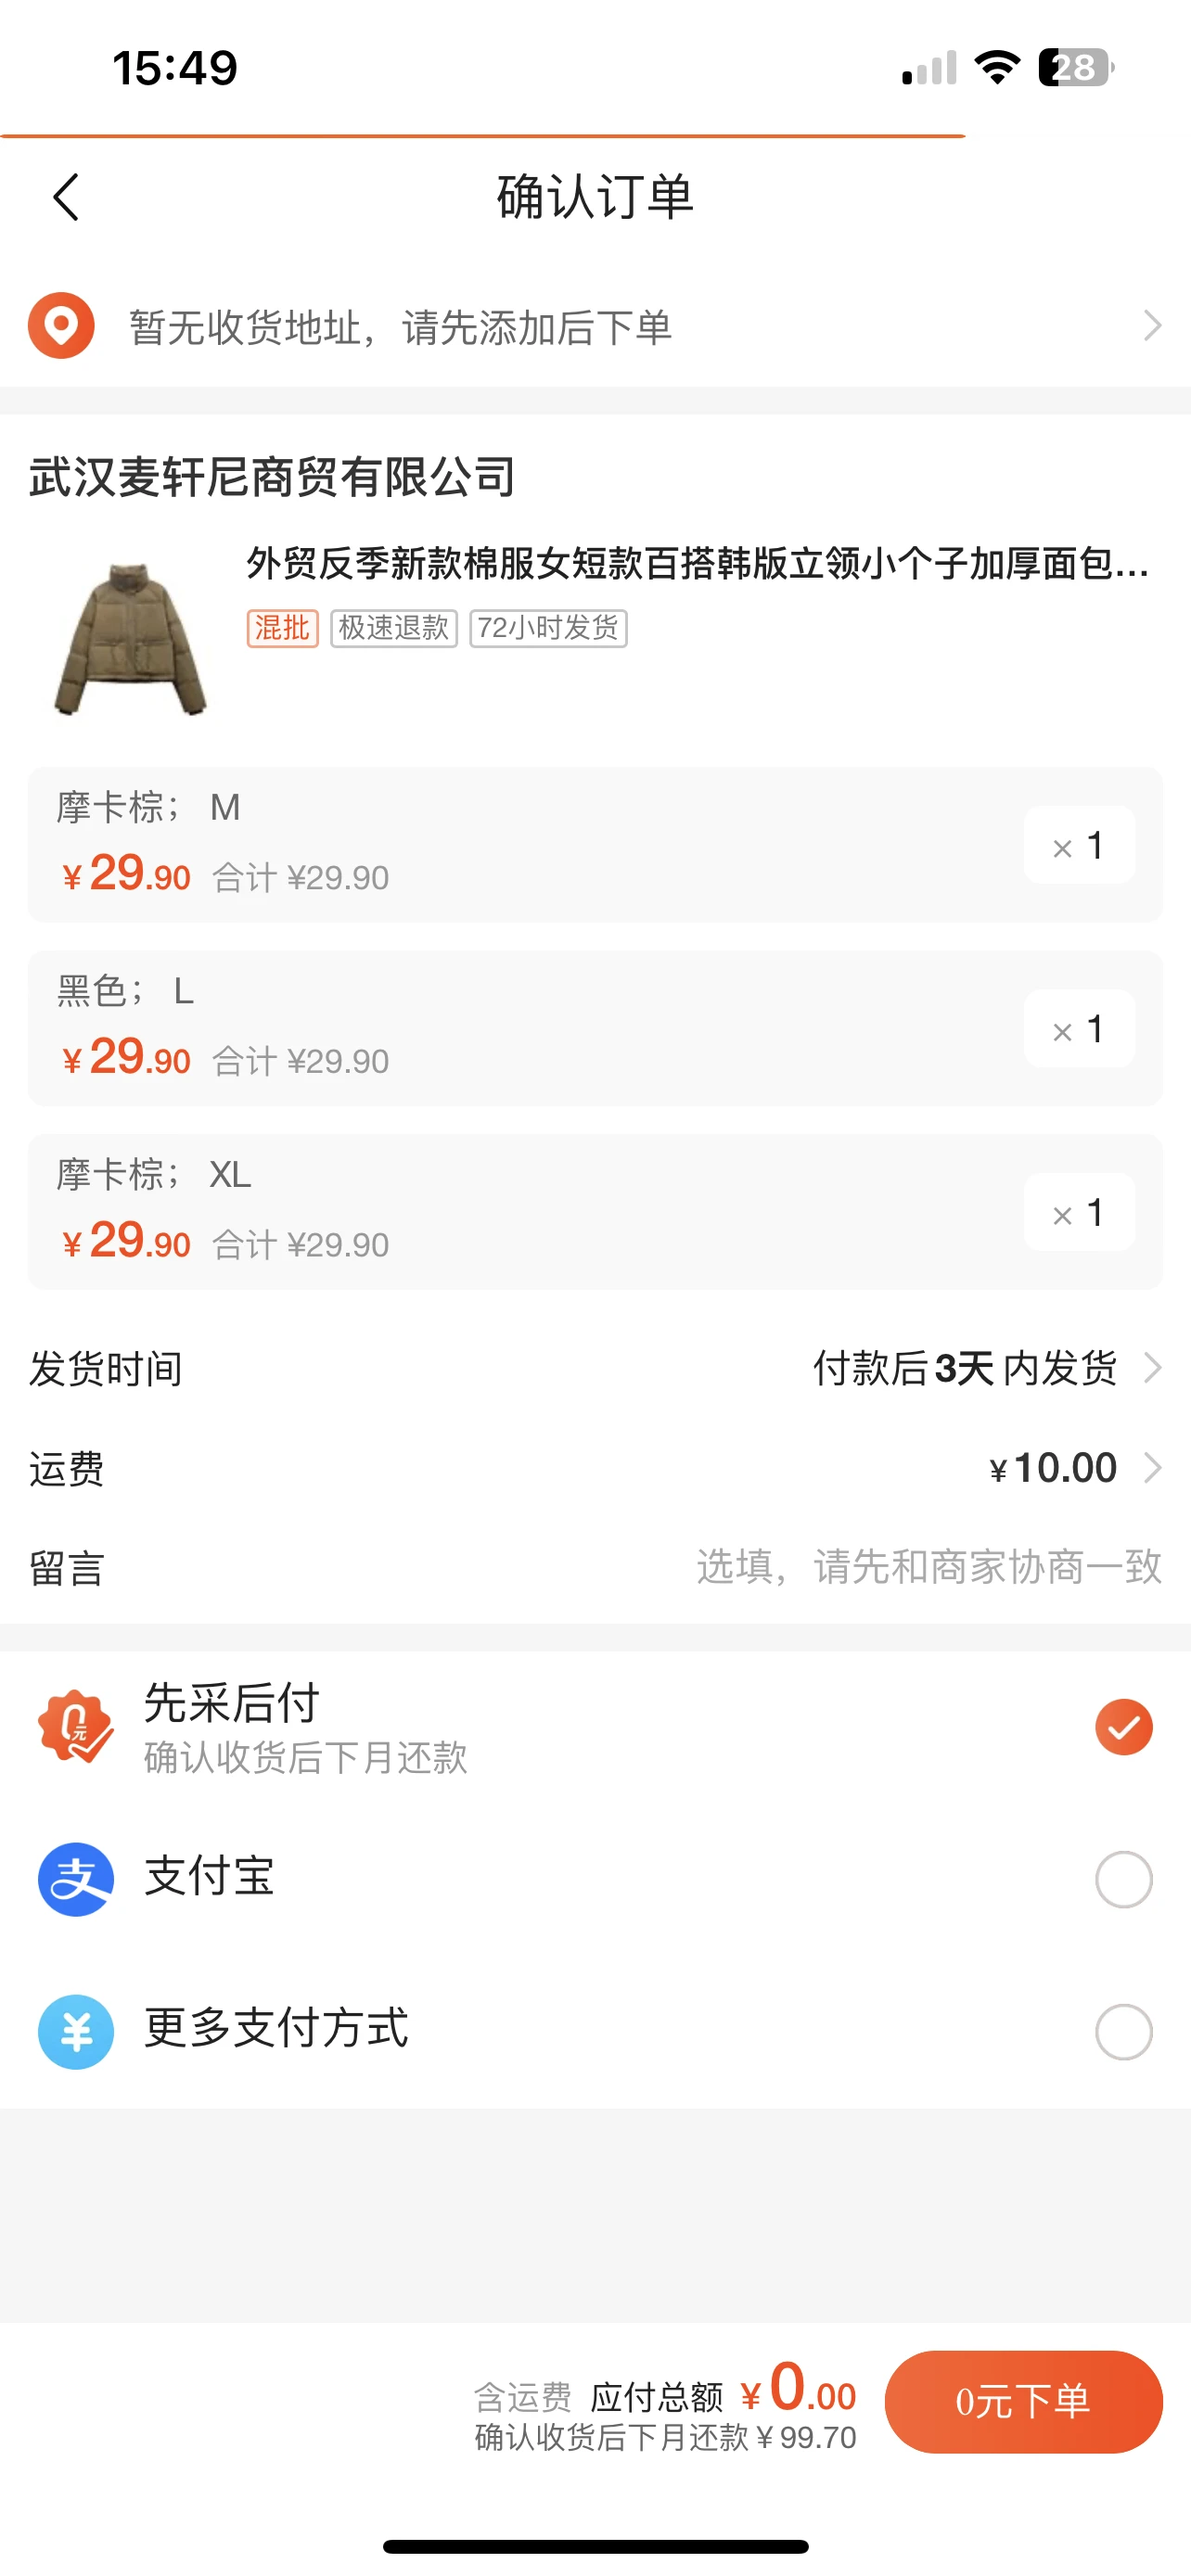 15:49
28
确认订单
暂无收货地址，请先添加后下单
武汉麦轩尼商贸有限公司
外贸反季新款棉服女短款百搭韩版立领小个子加厚面包...
混批 极速退款 72小时发货
摩卡棕； M
× 1
¥29.90 合计 ¥29.90
黑色； L
× 1
¥29.90 合计 ¥29.90
摩卡棕； XL
× 1
¥29.90 合计 ¥29.90
发货时间 付款后3天内发货
运费 ¥10.00
留言 选填，请先和商家协商一致
0元
先采后付
确认收货后下月还款
支 支付宝
¥ 更多支付方式
含运费 应付总额 ¥0.00
确认收货后下月还款 ¥99.70
0元下单